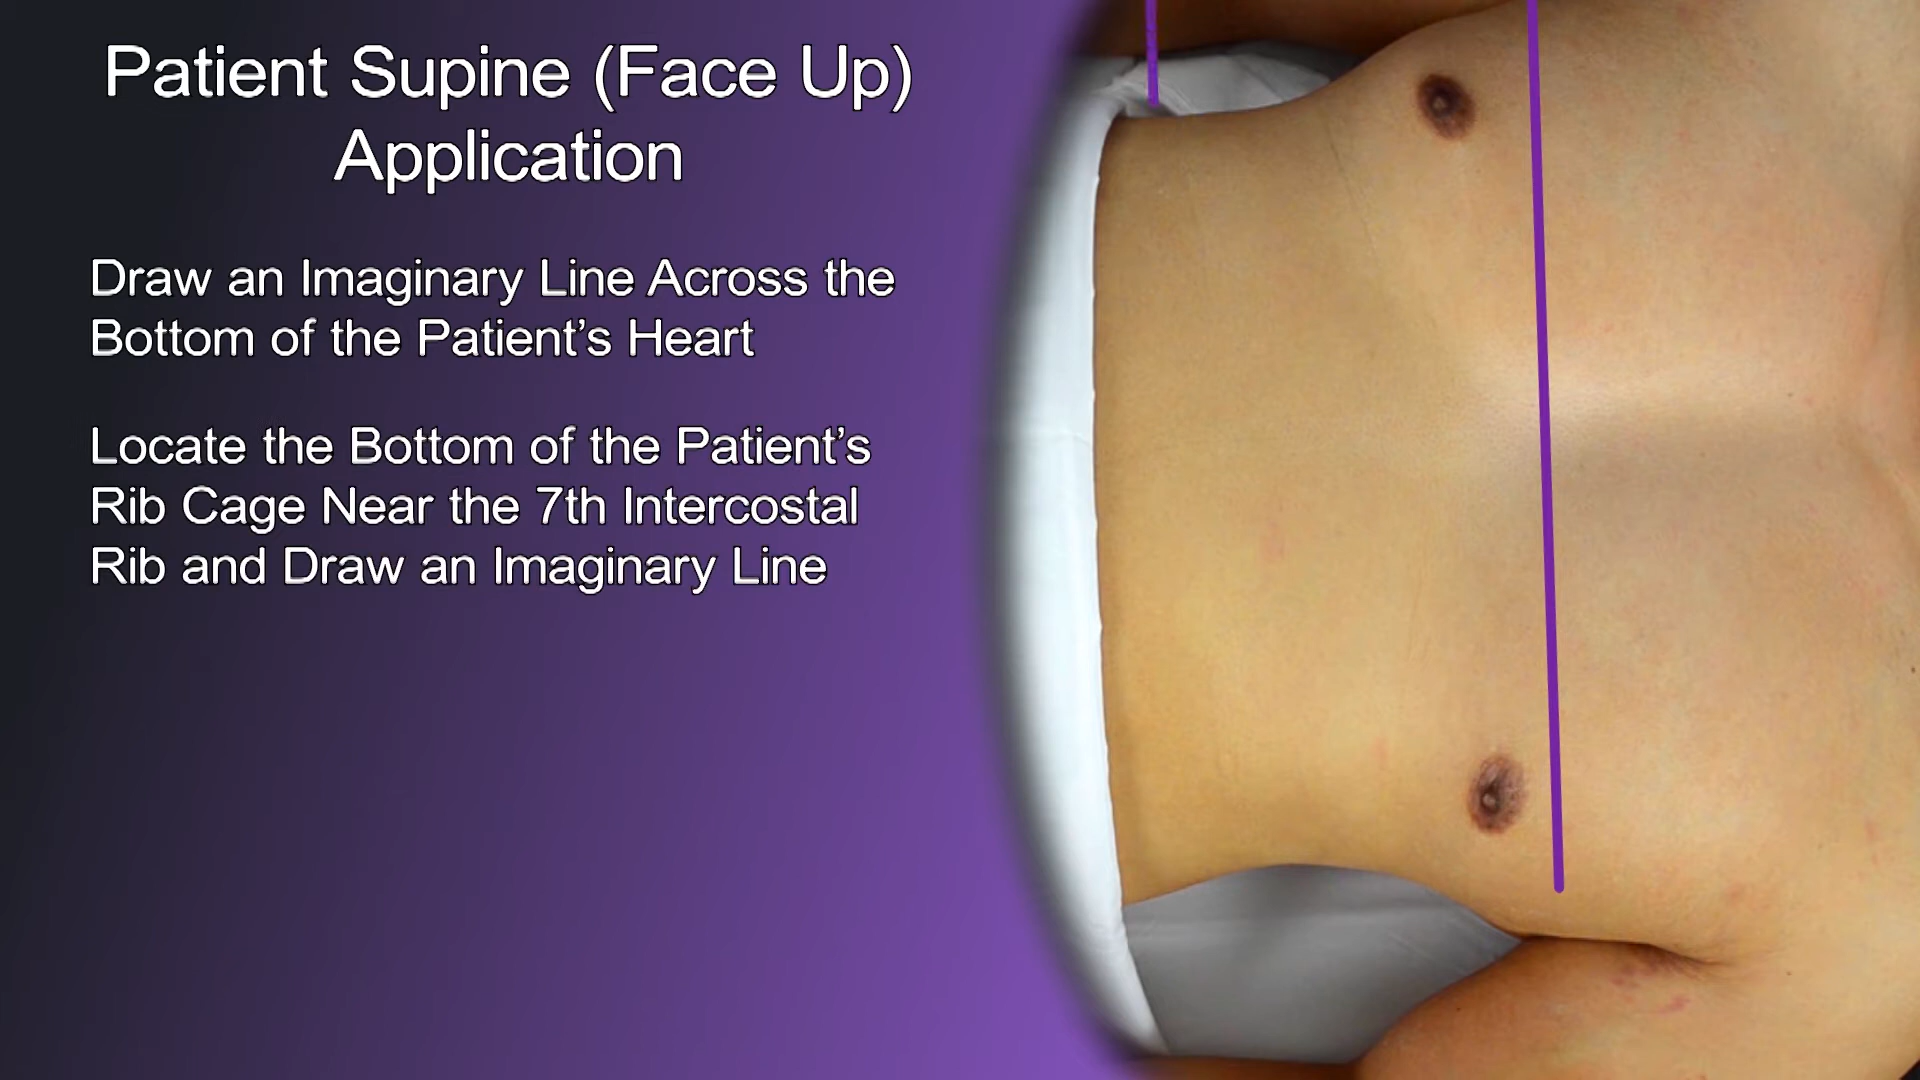 Patient Supine (Face Up)
Application
Draw an Imaginary Line Across the
Bottom of the Patient’s Heart
Locate the Bottom of the Patient’s
Rib Cage Near the 7th Intercostal
Rib and Draw an Imaginary Line